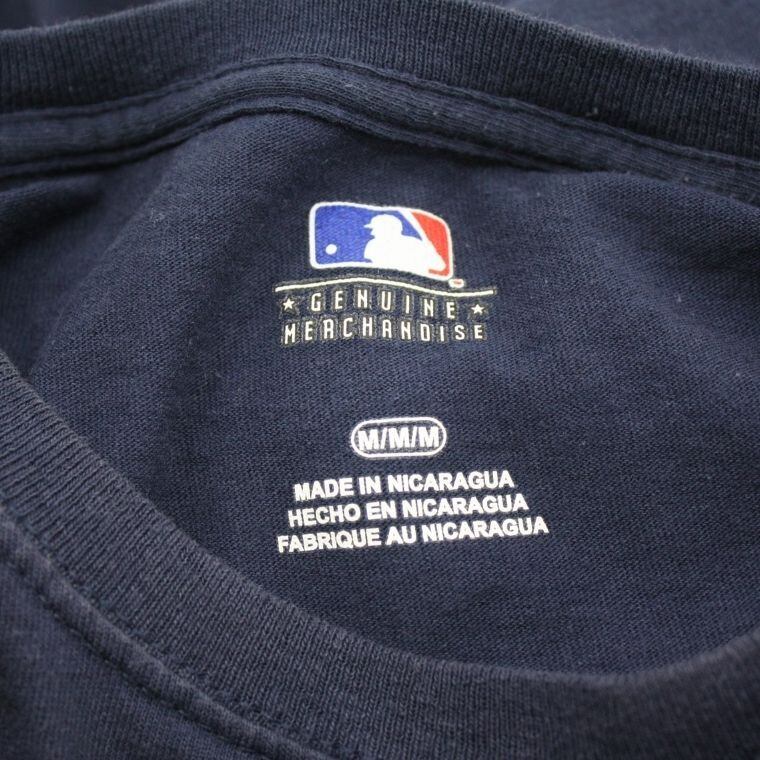 ★ GENUINE ★
MERCHANDISE
M/M/M
MADE IN NICARAGUA
HECHO EN NICARAGUA
FABRIQUE AU NICARAGUA